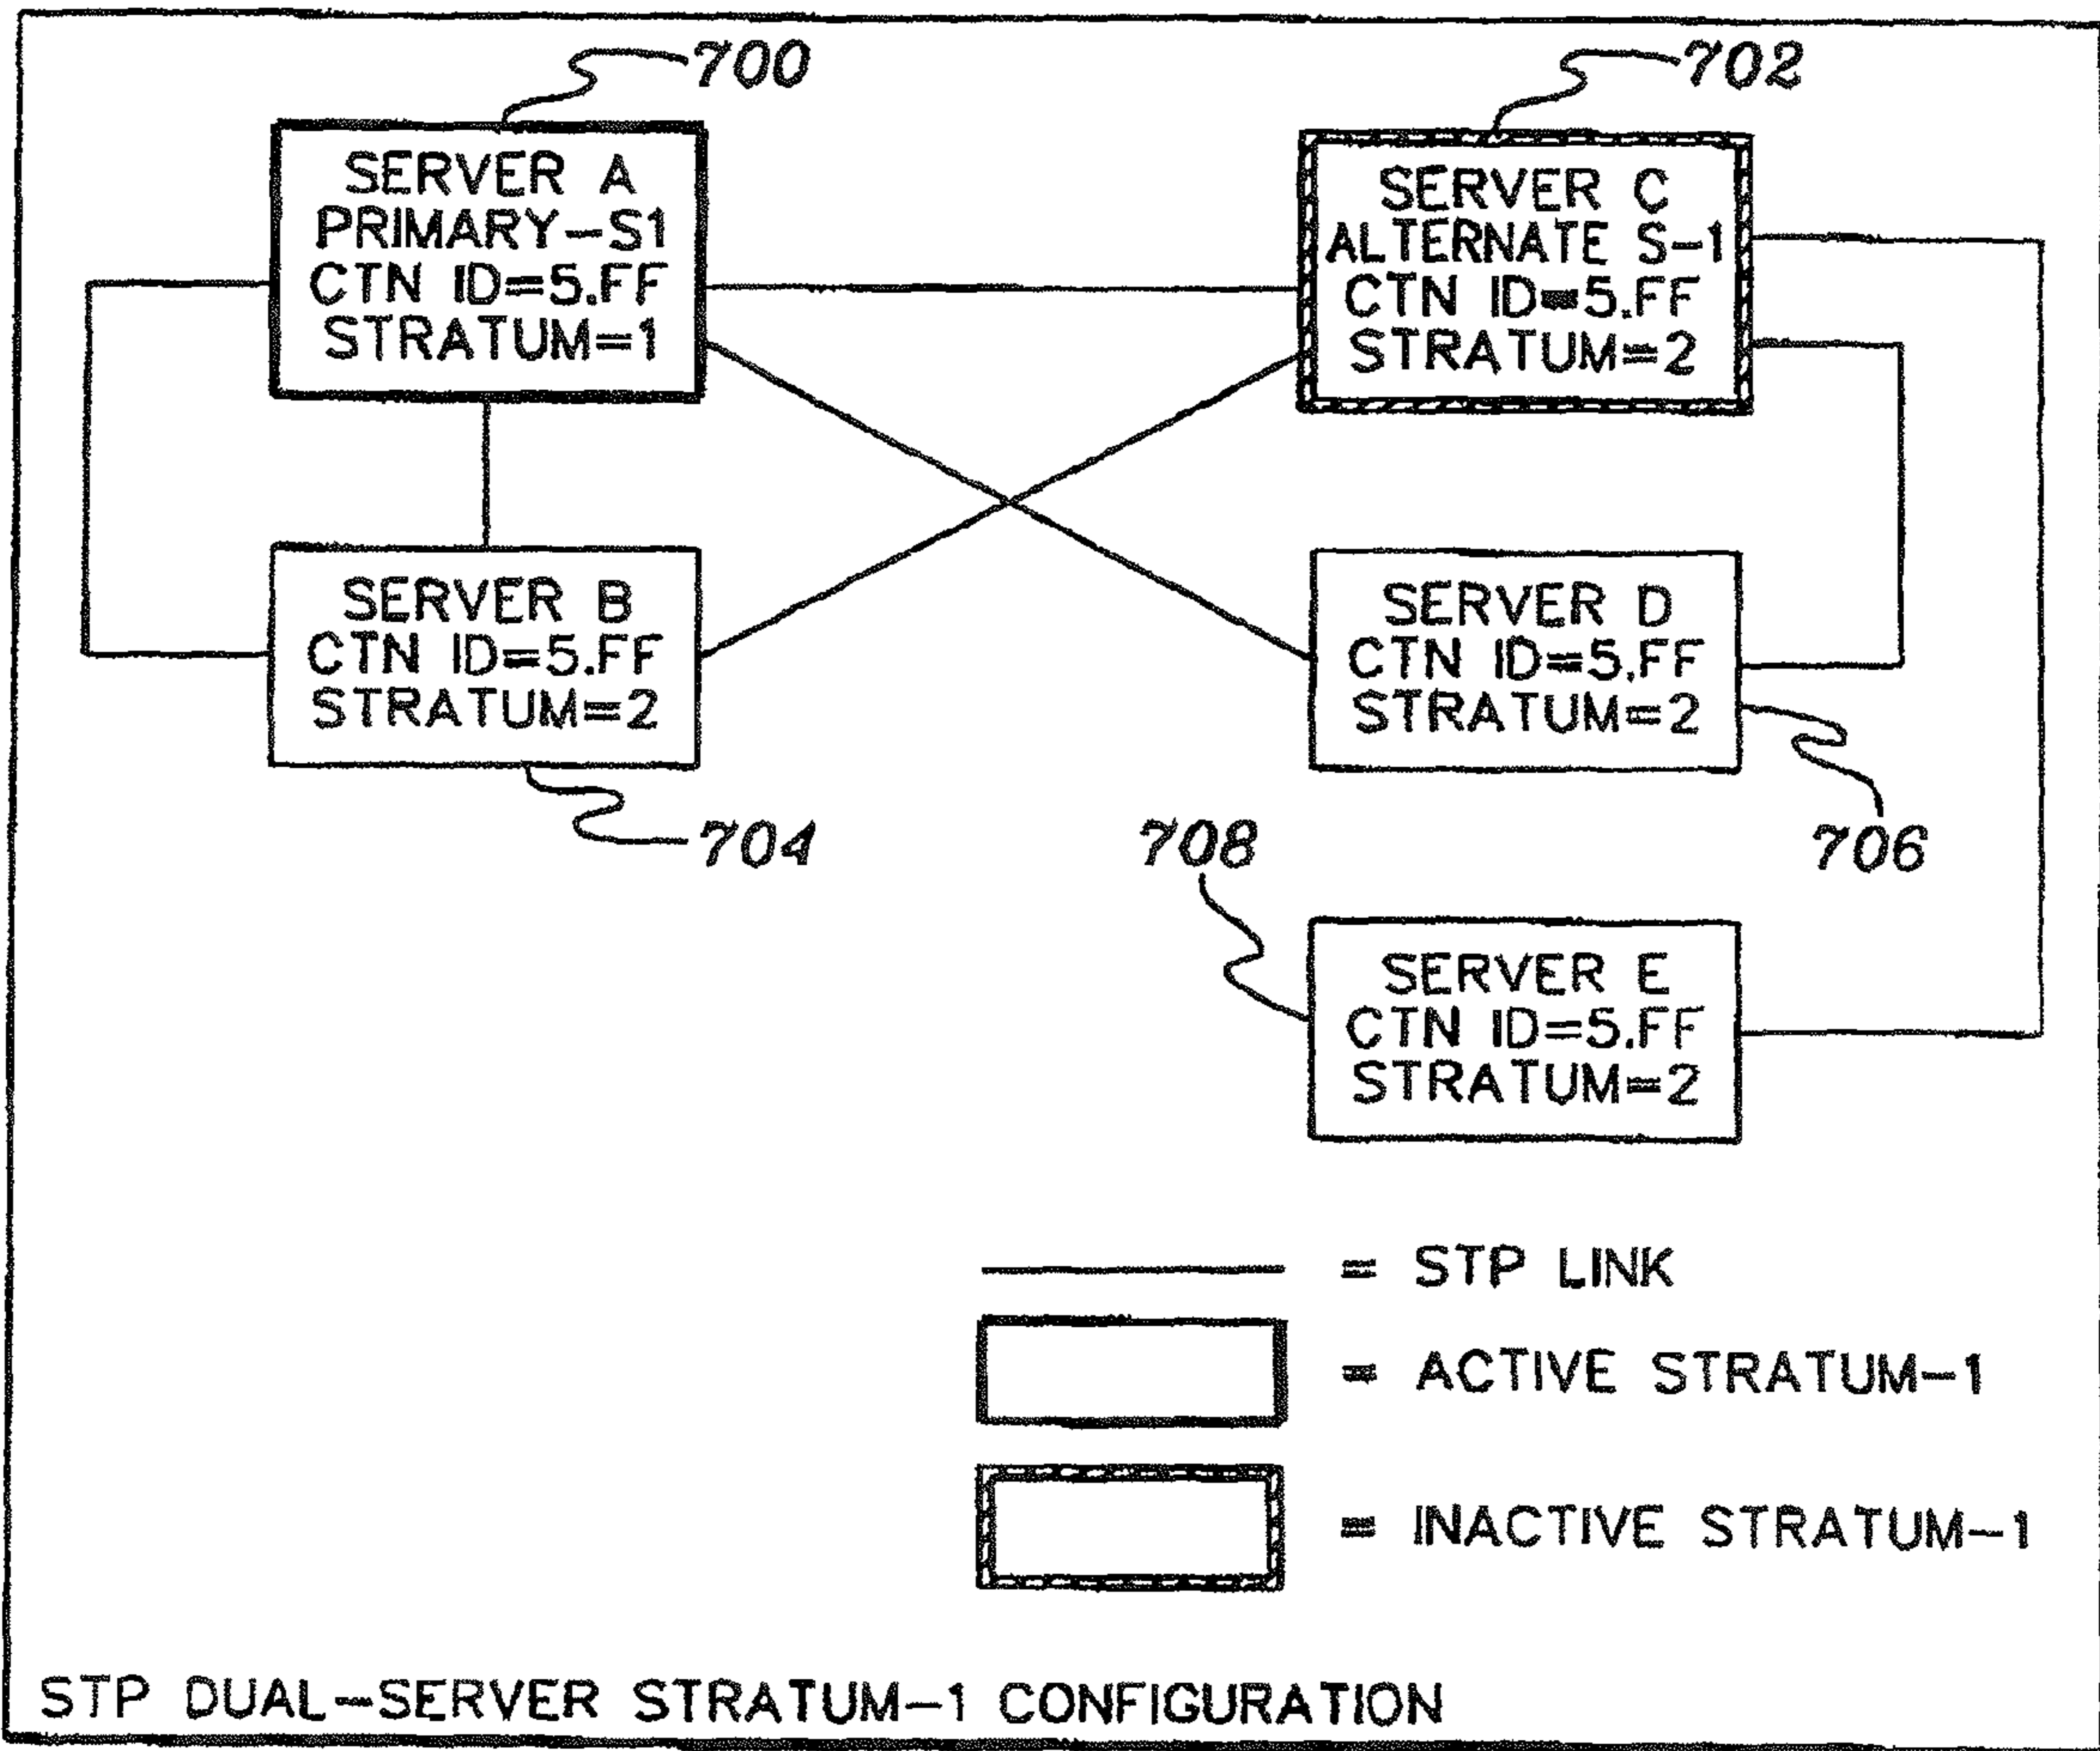 700
702
SERVER A
PRIMARY-S1
CTN ID=5.FF
STRATUM=1
SERVER C
ALTERNATE S-1
CTN ID=5.FF
STRATUM=2
SERVER B
CTN ID=5.FF
STRATUM=2
SERVER D
CTN ID=5.FF
STRATUM=2
704
708
706
SERVER E
CTN ID=5.FF
STRATUM=2
= STP LINK
= ACTIVE STRATUM-1
= INACTIVE STRATUM-1
STP DUAL-SERVER STRATUM-1 CONFIGURATION